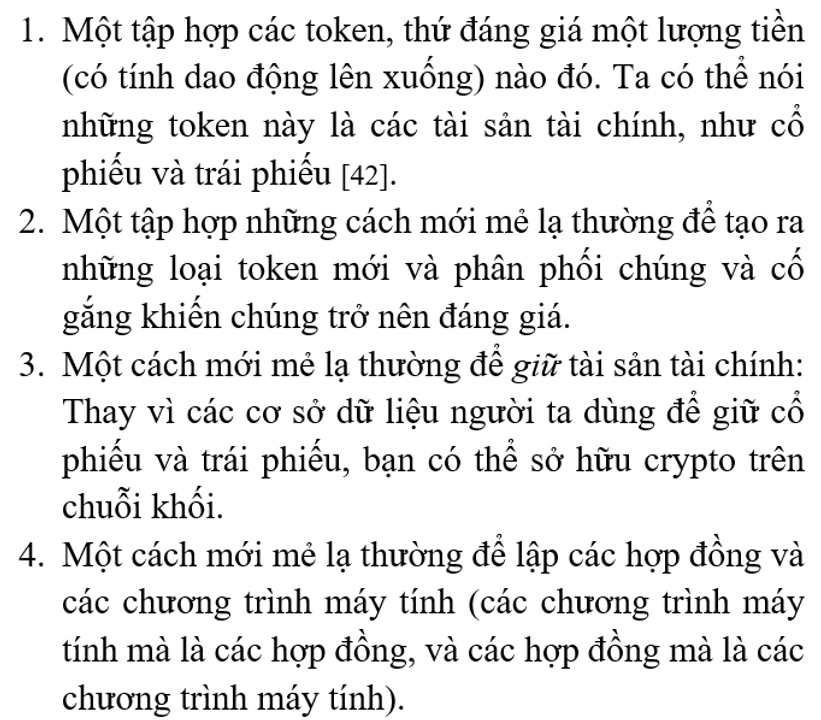 1. Một tập hợp các token, thứ đáng giá một lượng tiền
(có tính dao động lên xuống) nào đó. Ta có thể nói
những token này là các tài sản tài chính, như cổ
phiếu và trái phiếu [42].
2. Một tập hợp những cách mới mẻ lạ thường để tạo ra
những loại token mới và phân phối chúng và cố
gắng khiến chúng trở nên đáng giá.
3. Một cách mới mẻ lạ thường để giữ tài sản tài chính:
Thay vì các cơ sở dữ liệu người ta dùng để giữ cổ
phiếu và trái phiếu, bạn có thể sở hữu crypto trên
chuỗi khối.
4. Một cách mới mẻ lạ thường để lập các hợp đồng và
các chương trình máy tính (các chương trình máy
tính mà là các hợp đồng, và các hợp đồng mà là các
chương trình máy tính).